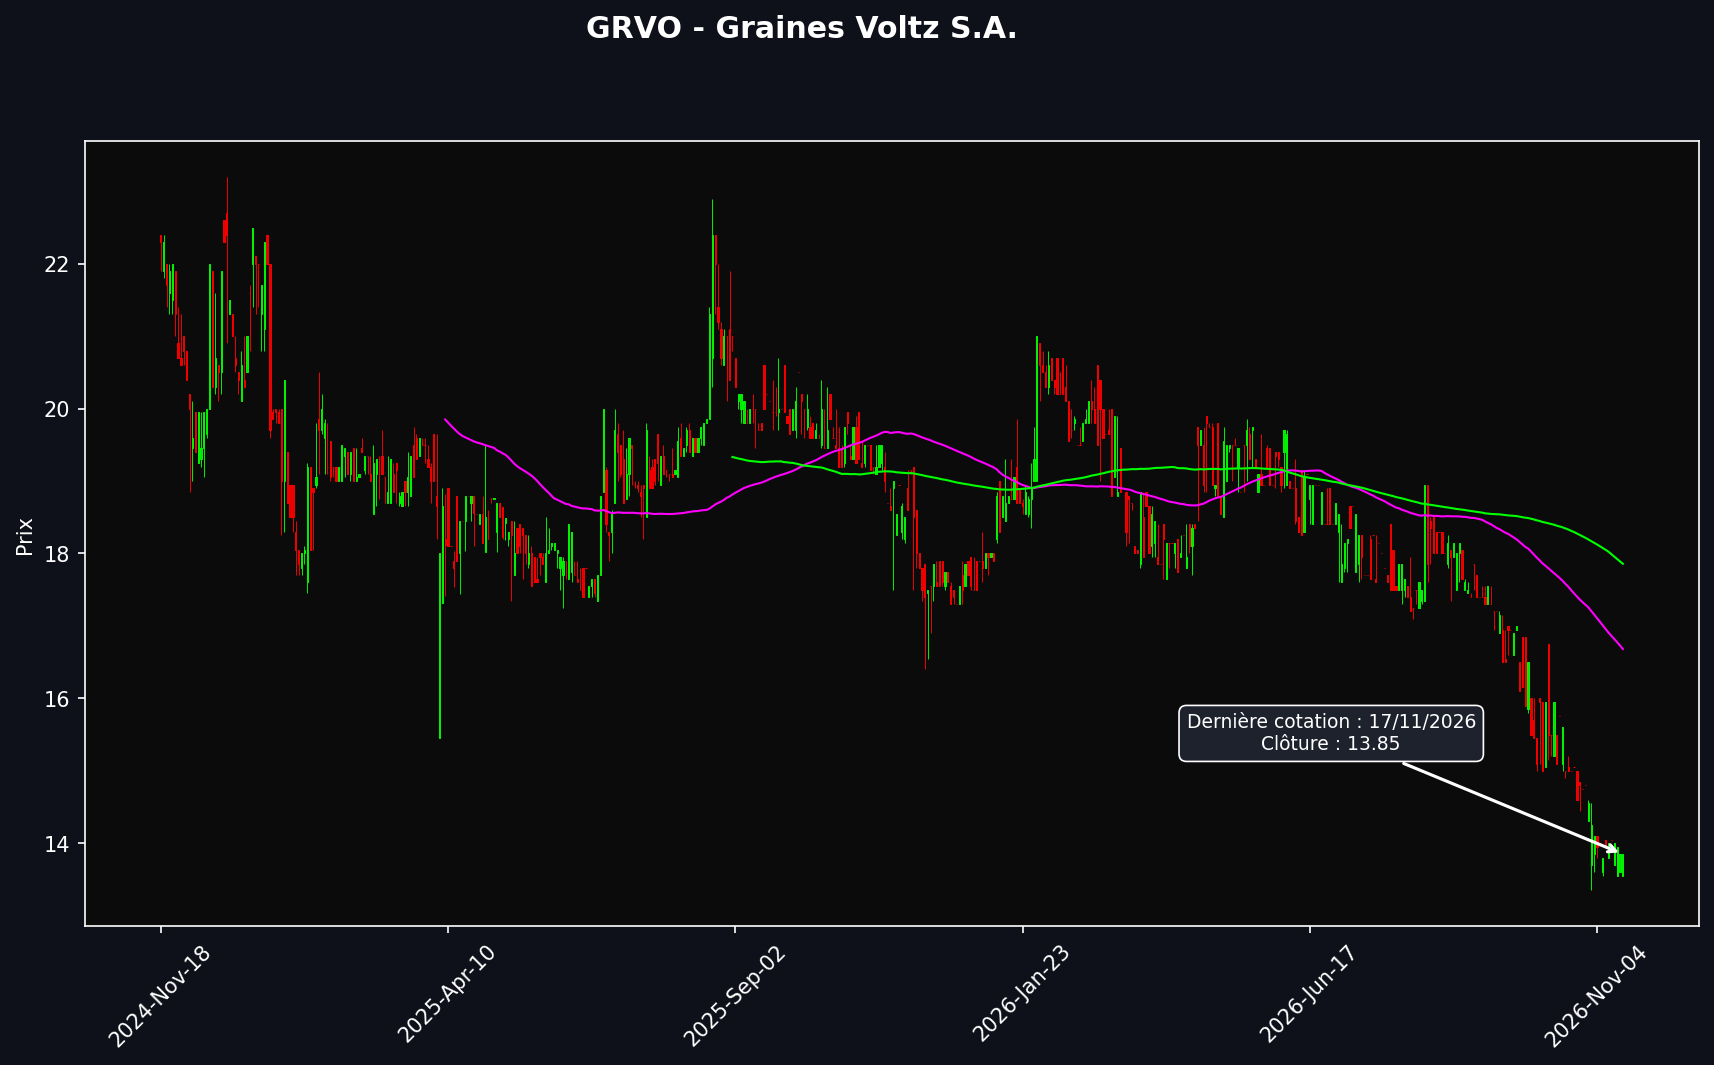 GRVO - Graines Voltz S.A.
Prix
22
20
18
16
14
Dernière cotation : 17/11/2026
Clôture : 13.85
2024-Nov-18
2025-Apr-10
2025-Sep-02
2026-Jan-23
2026-Jun-17
2026-Nov-04